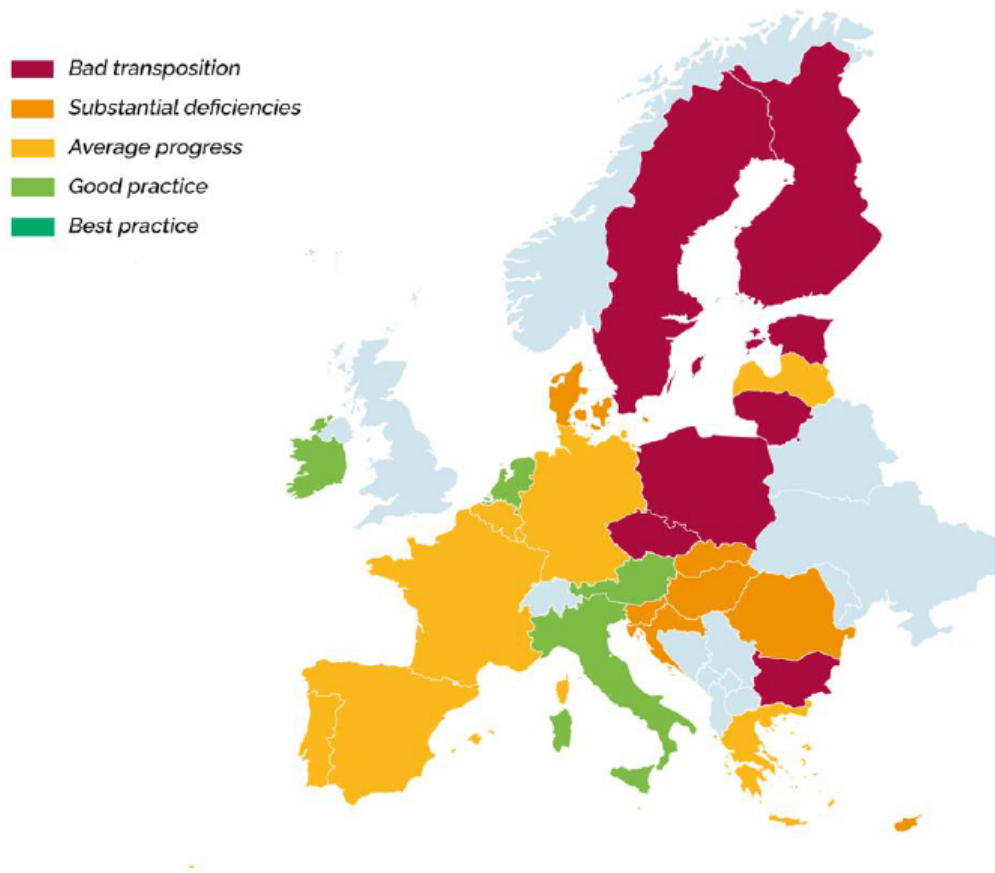 Bad transposition
Substantial deficiencies
Average progress
Good practice
Best practice